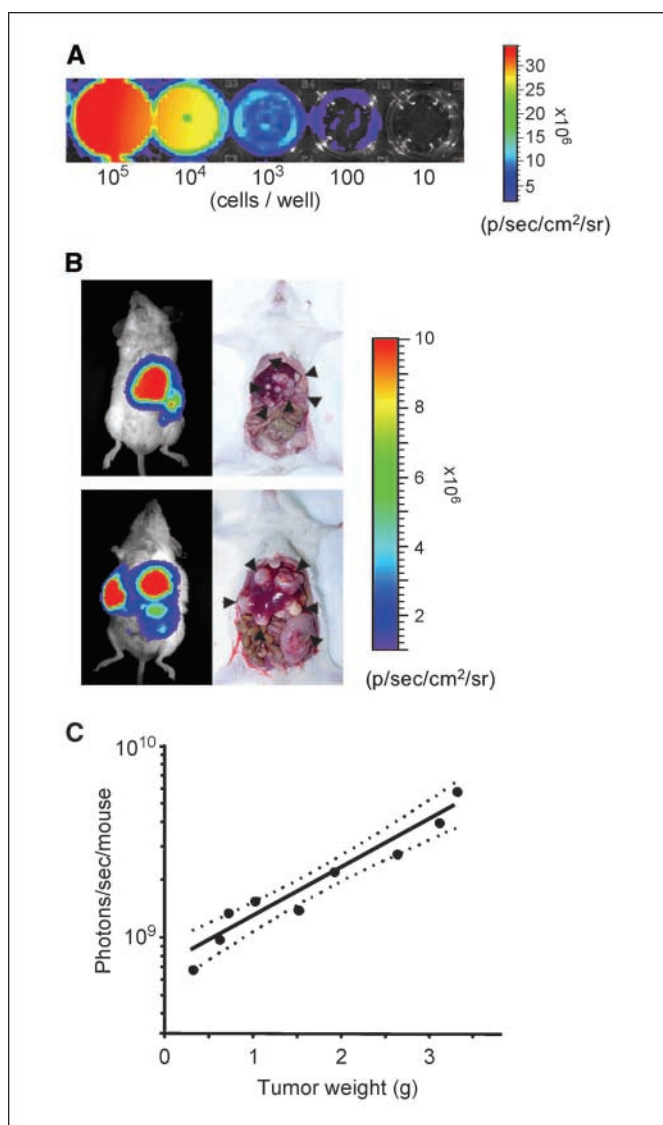 A
10⁵ 10⁴ 10³ 100 10
(cells / well)
30
25
20
15
10
5
x10⁶
(p/sec/cm²/sr)
B
10
8
6
4
2
x10⁶
(p/sec/cm²/sr)
C
Photons/sec/mouse
10¹⁰
10⁹
0 1 2 3
Tumor weight (g)